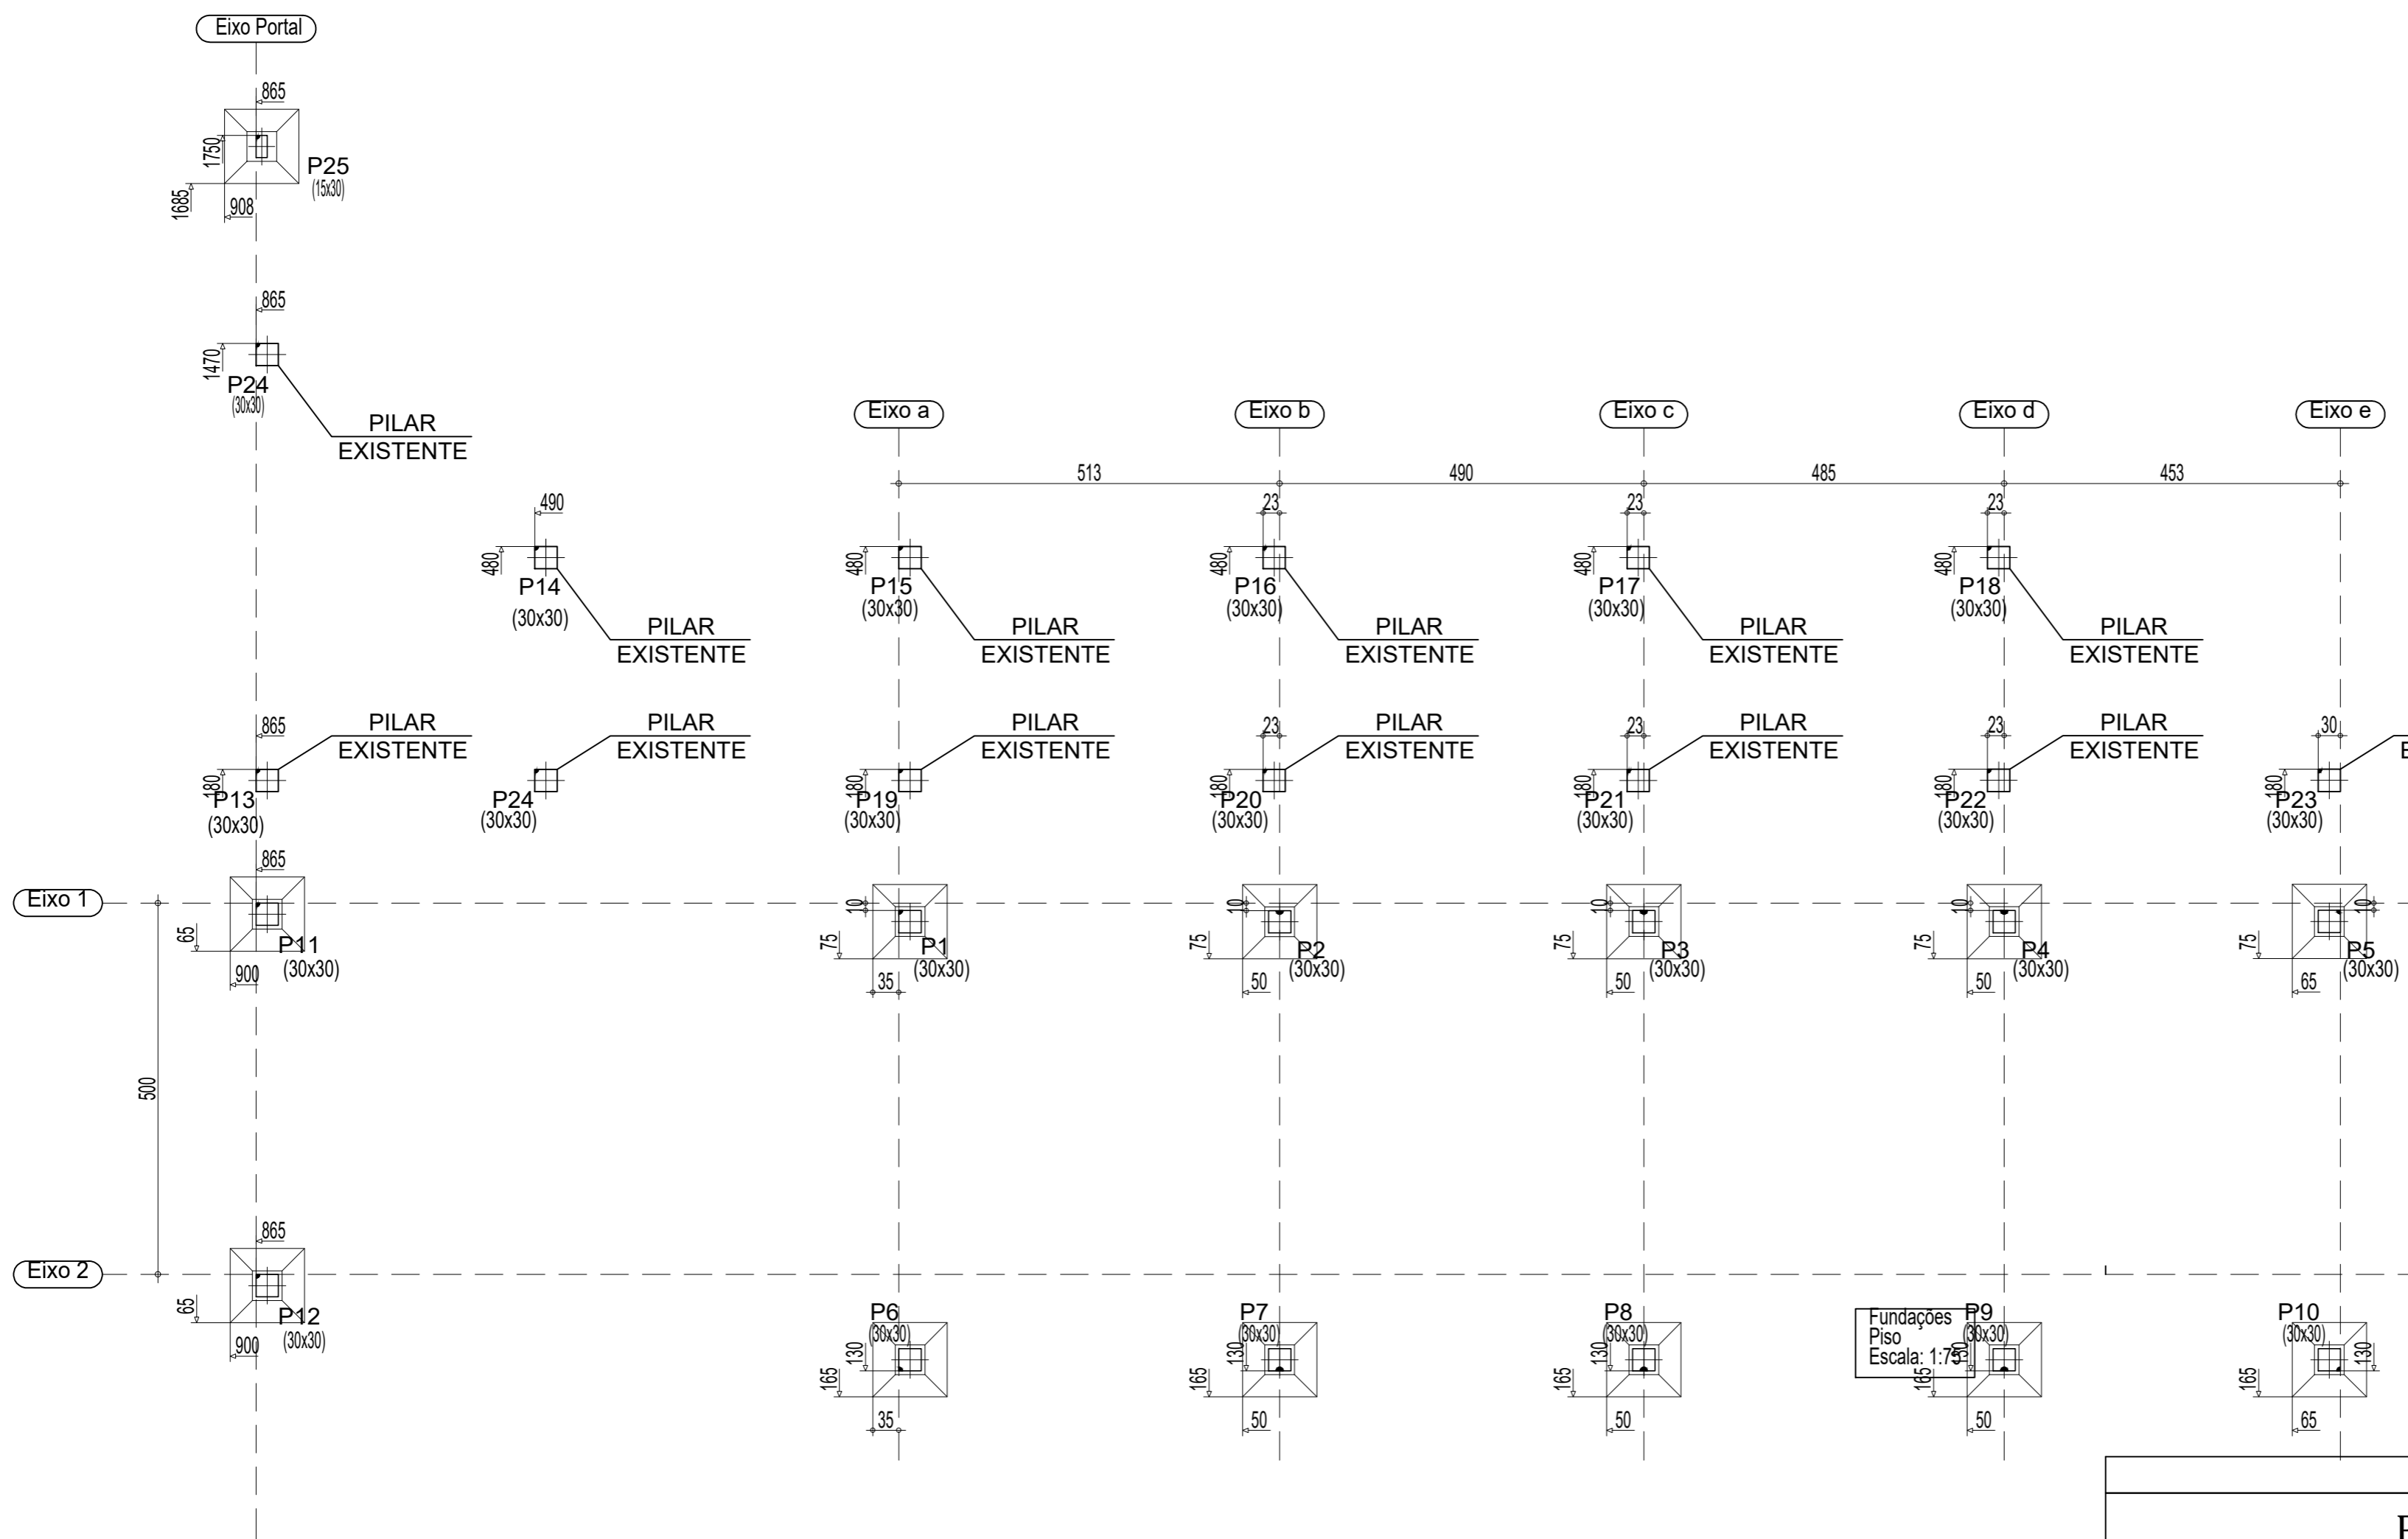 Eixo Portal
865
1750
P25
(15x30)
1685
908
865
1470
P24
(30x30)
PILAR
EXISTENTE
Eixo a
Eixo b
Eixo c
Eixo d
Eixo e
513
490
485
453
490
23
23
23
480
480
480
480
480
P14
(30x30)
P15
(30x30)
P16
(30x30)
P17
(30x30)
P18
(30x30)
PILAR
EXISTENTE
PILAR
EXISTENTE
PILAR
EXISTENTE
PILAR
EXISTENTE
PILAR
EXISTENTE
865
PILAR
EXISTENTE
PILAR
EXISTENTE
PILAR
EXISTENTE
23
PILAR
EXISTENTE
23
PILAR
EXISTENTE
23
PILAR
EXISTENTE
30
180
P13
(30x30)
P24
(30x30)
180
P19
(30x30)
180
P20
(30x30)
180
P21
(30x30)
180
P22
(30x30)
180
P23
(30x30)
Eixo 1
865
65
P11
(30x30)
900
10
75
P1
(30x30)
35
10
75
P2
(30x30)
50
10
75
P3
(30x30)
50
10
75
P4
(30x30)
50
10
75
P5
(30x30)
65
500
Eixo 2
865
65
P12
(30x30)
900
P6
(30x30)
130
165
35
P7
(30x30)
130
165
50
P8
(30x30)
130
165
50
Fundações
Piso
Escala: 1:75
P9
(30x30)
165
50
P10
(30x30)
130
165
65